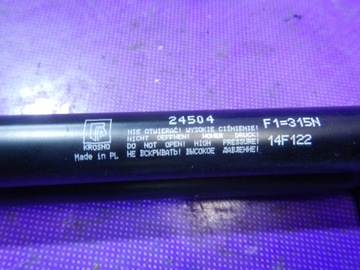 24504
F1=315N
NIE OTWIERAĆ! WYSOKIE CIŚNIENIE!
NICHT OEFFNEN! HOHER DRUCK!
DO NOT OPEN! HIGH PRESSURE!
НЕ ВСКРЫВАТЬ! ВЫСОКОЕ ДАВЛЕНИЕ!
14F122
KROSNO
Made in PL